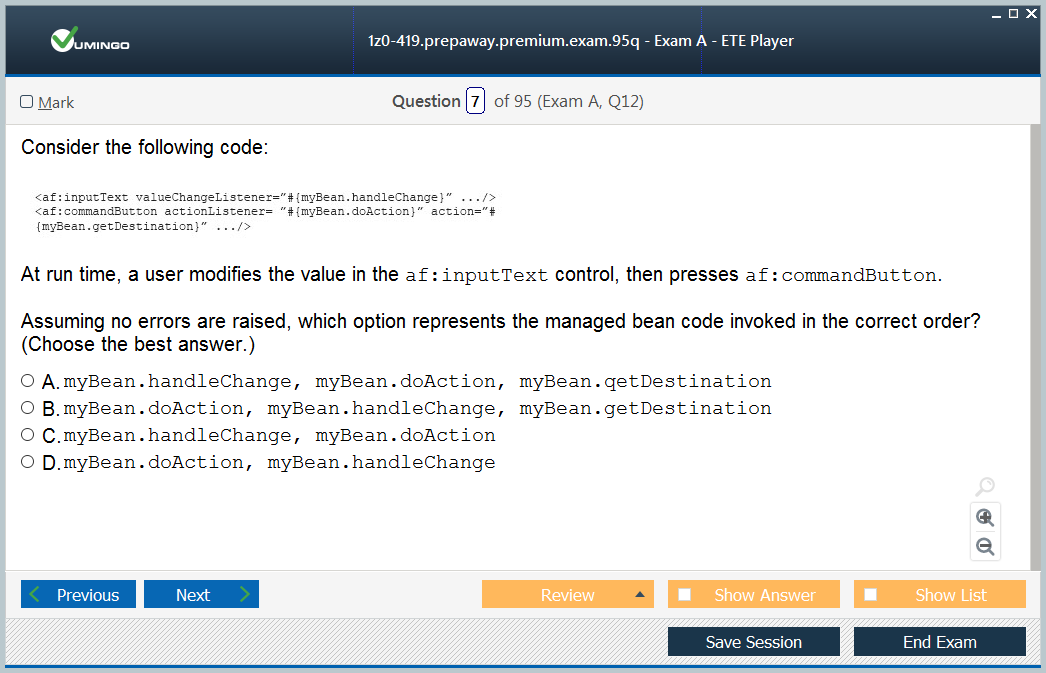 VUMINGO
1z0-419.prepaway.premium.exam.95q - Exam A - ETE Player
Mark
Question 7 of 95 (Exam A, Q12)
Consider the following code:
<af:inputText valueChangeListener="#{myBean.handleChange}" .../>
<af:commandButton actionListener= "#{myBean.doAction}" action="#
{myBean.getDestination}" .../>
At run time, a user modifies the value in the af:inputText control, then presses af:commandButton.
Assuming no errors are raised, which option represents the managed bean code invoked in the correct order?
(Choose the best answer.)
A. myBean.handleChange, myBean.doAction, myBean.qetDestination
B. myBean.doAction, myBean.handleChange, myBean.getDestination
C. myBean.handleChange, myBean.doAction
D. myBean.doAction, myBean.handleChange
Previous
Next
Review
Show Answer
Show List
Save Session
End Exam